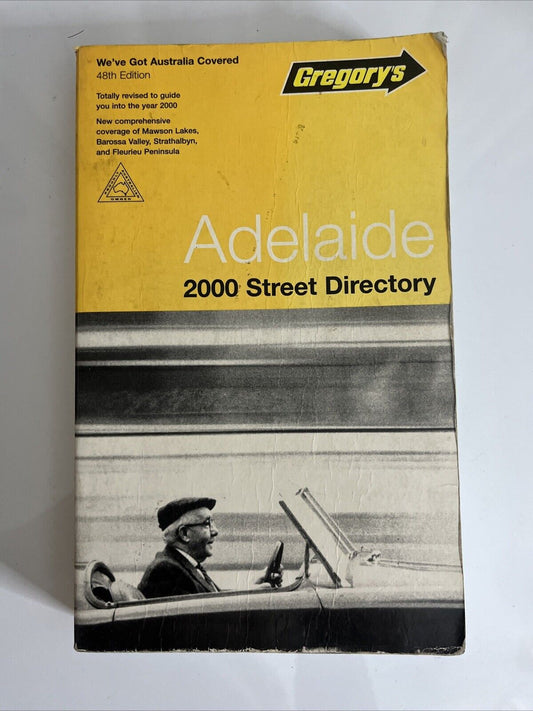 We've Got Australia Covered
48th Edition
Gregory's
Totally revised to guide
you into the year 2000
New comprehensive
coverage of Mawson Lakes,
Barossa Valley, Strathalbyn,
and Fleurieu Peninsula
OWNED
Adelaide
2000 Street Directory